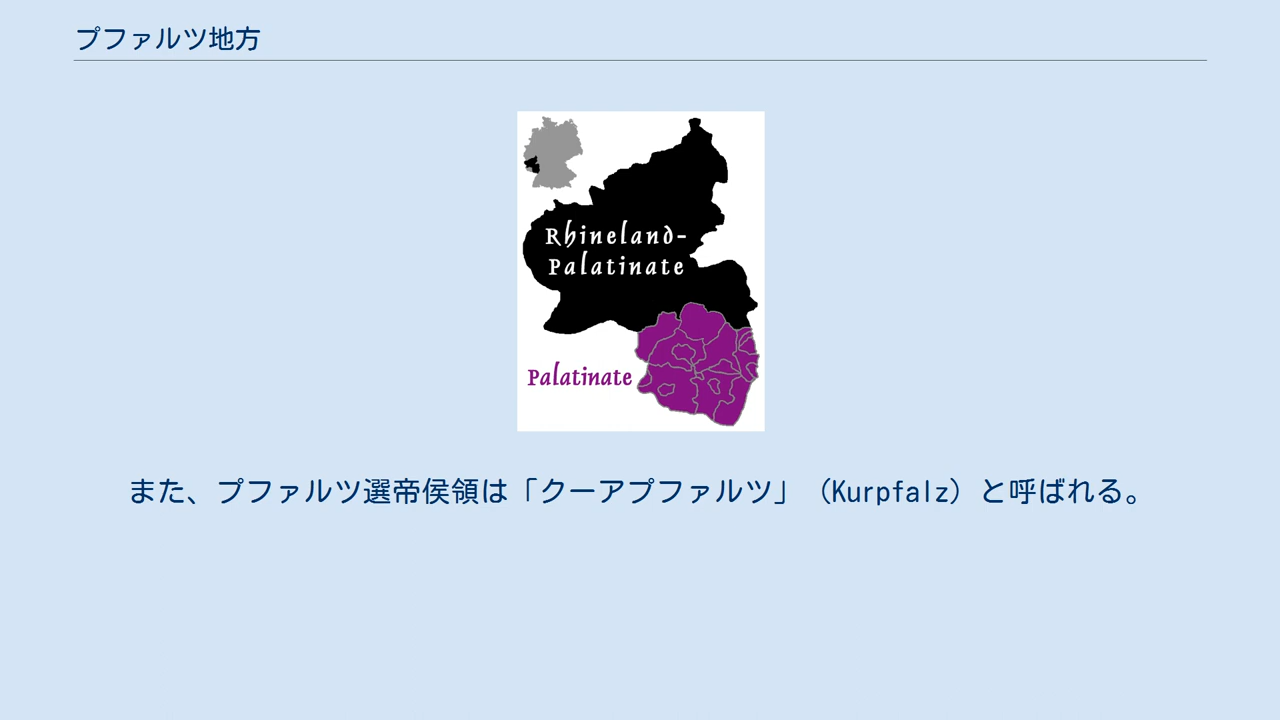 プファルツ地方
Rhineland-
Palatinate
Palatinate
また、プファルツ選帝侯領は「クーアプファルツ」（Kurpfalz）と呼ばれる。